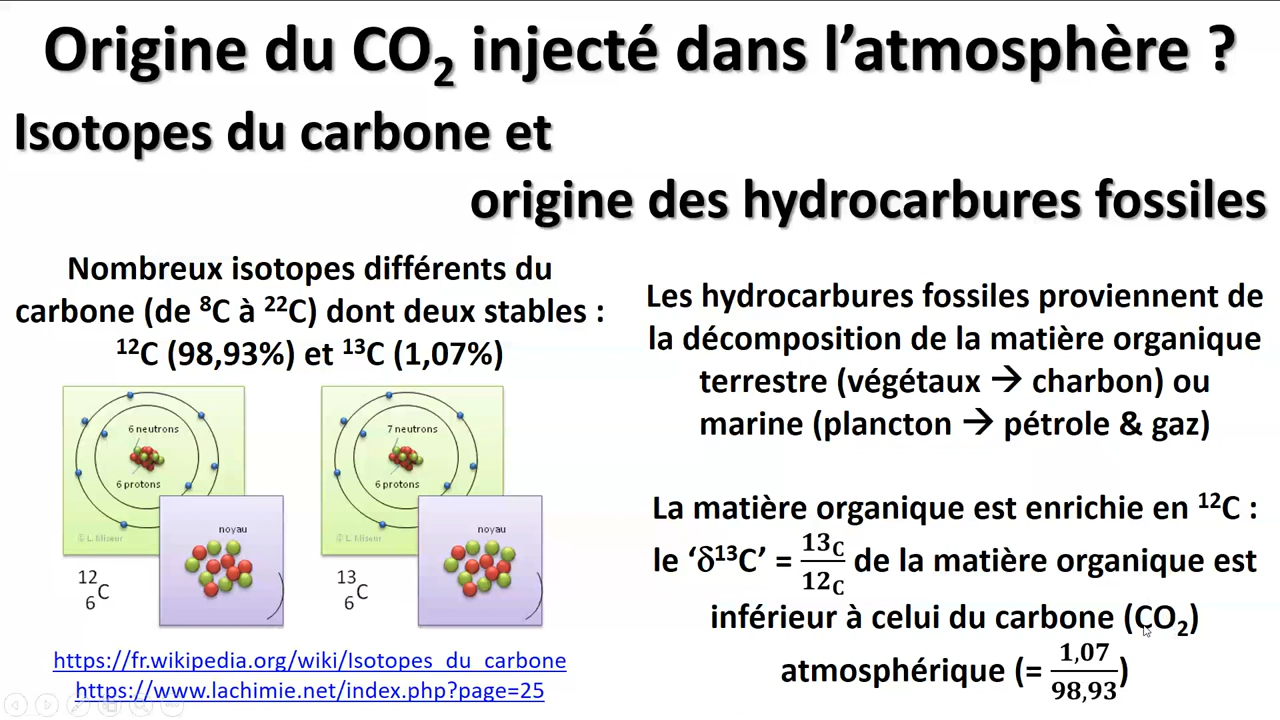 Origine du CO₂ injecté dans l’atmosphère ?
Isotopes du carbone et
origine des hydrocarbures fossiles
Nombreux isotopes différents du
carbone (de ⁸C à ²²C) dont deux stables :
¹²C (98,93%) et ¹³C (1,07%)
6 neutrons
6 protons
noyau
© L. Miseur
¹²₆C
7 neutrons
6 protons
noyau
© L. Miseur
¹³₆C
https://fr.wikipedia.org/wiki/Isotopes_du_carbone
https://www.lachimie.net/index.php?page=25
Les hydrocarbures fossiles proviennent de
la décomposition de la matière organique
terrestre (végétaux → charbon) ou
marine (plancton → pétrole & gaz)
La matière organique est enrichie en ¹²C :
le ‘δ¹³C’ = 13C/12C de la matière organique est
inférieur à celui du carbone (CO₂)
atmosphérique (= 1,07/98,93)